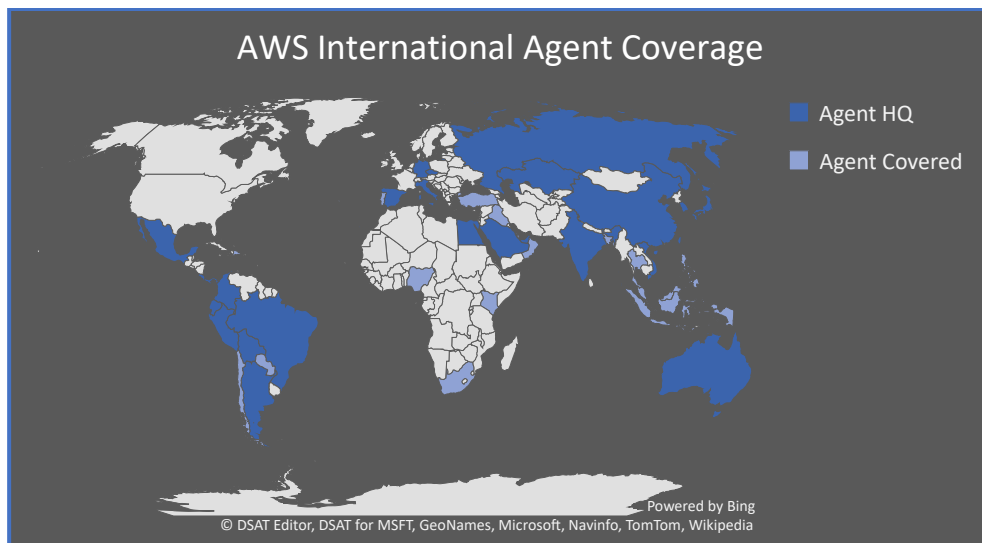 AWS International Agent Coverage
Agent HQ
Agent Covered
Powered by Bing
© DSAT Editor, DSAT for MSFT, GeoNames, Microsoft, Navinfo, TomTom, Wikipedia